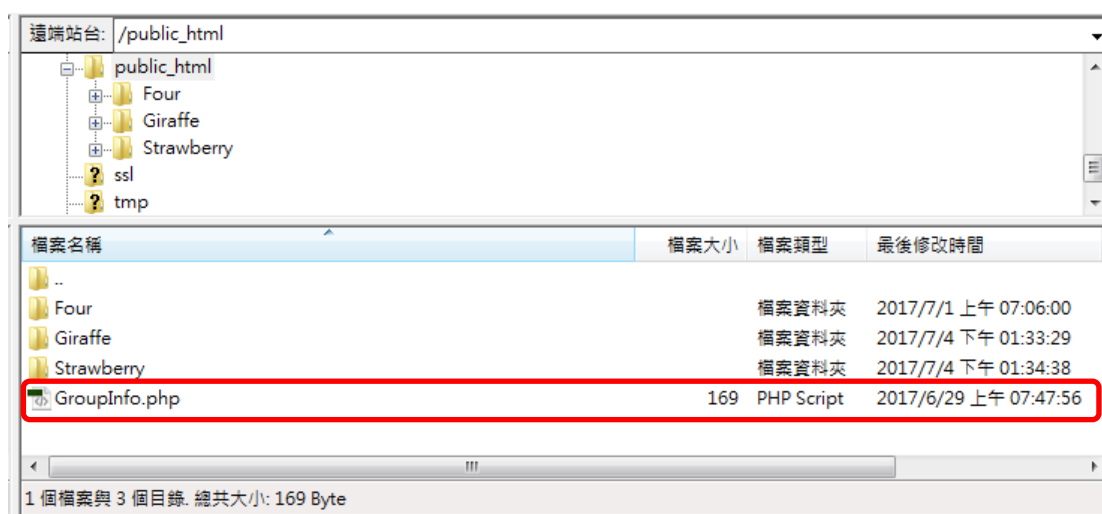 遠端站台: /public_html
public_html
Four
Giraffe
Strawberry
ssl
tmp
檔案名稱 檔案大小 檔案類型 最後修改時間
..
Four 檔案資料夾 2017/7/1 上午 07:06:00
Giraffe 檔案資料夾 2017/7/4 下午 01:33:29
Strawberry 檔案資料夾 2017/7/4 下午 01:34:38
GroupInfo.php 169 PHP Script 2017/6/29 上午 07:47:56
1 個檔案與 3 個目錄. 總共大小: 169 Byte